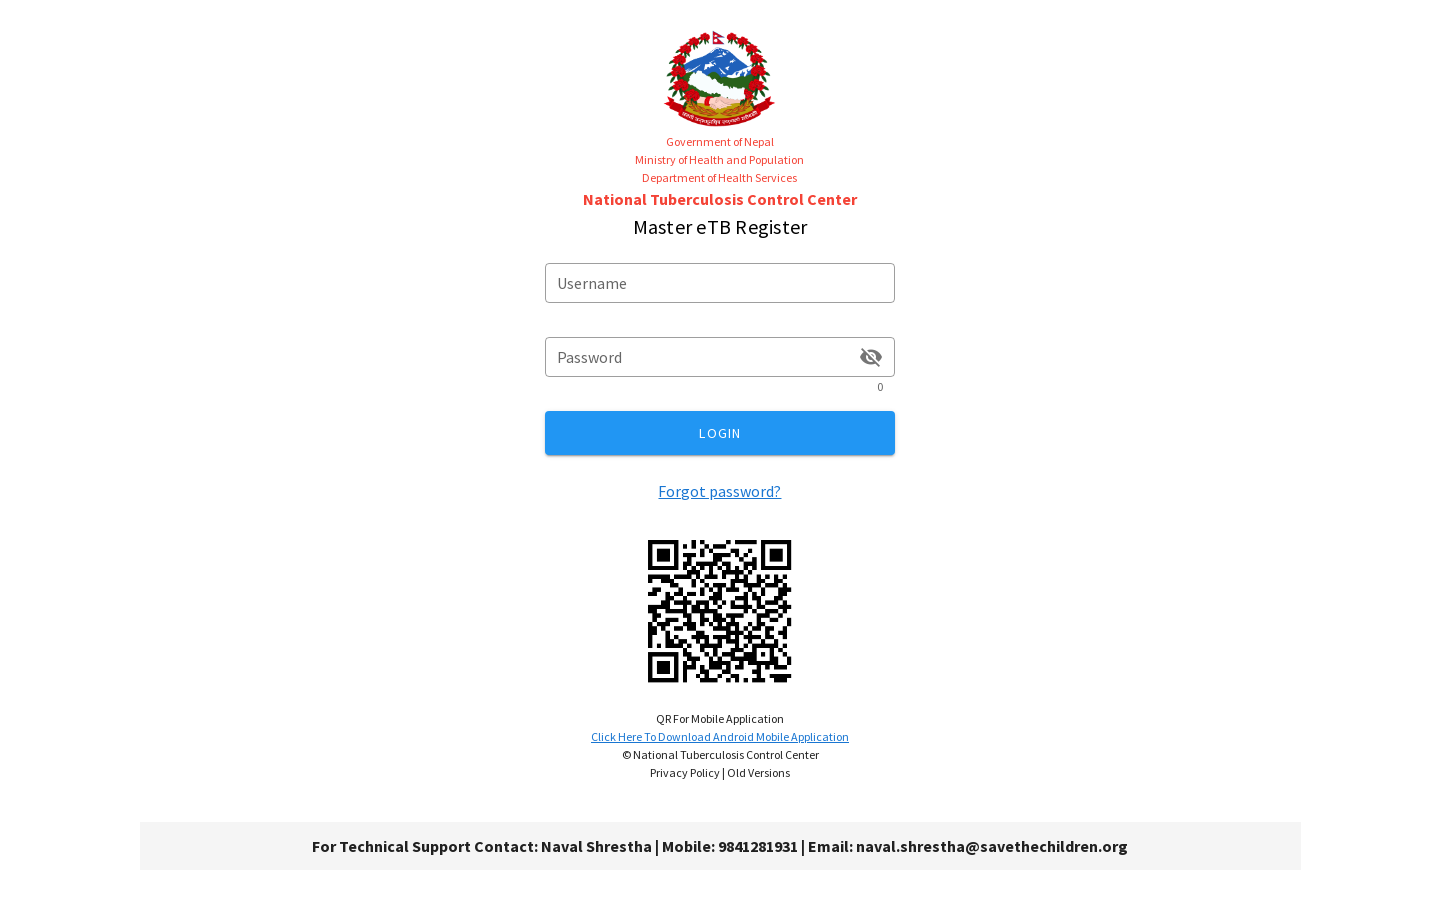 Government of Nepal
Ministry of Health and Population
Department of Health Services
National Tuberculosis Control Center
Master eTB Register
Username
Password
0
LOGIN
Forgot password?
QR For Mobile Application
Click Here To Download Android Mobile Application
© National Tuberculosis Control Center
Privacy Policy | Old Versions
For Technical Support Contact: Naval Shrestha | Mobile: 9841281931 | Email: naval.shrestha@savethechildren.org